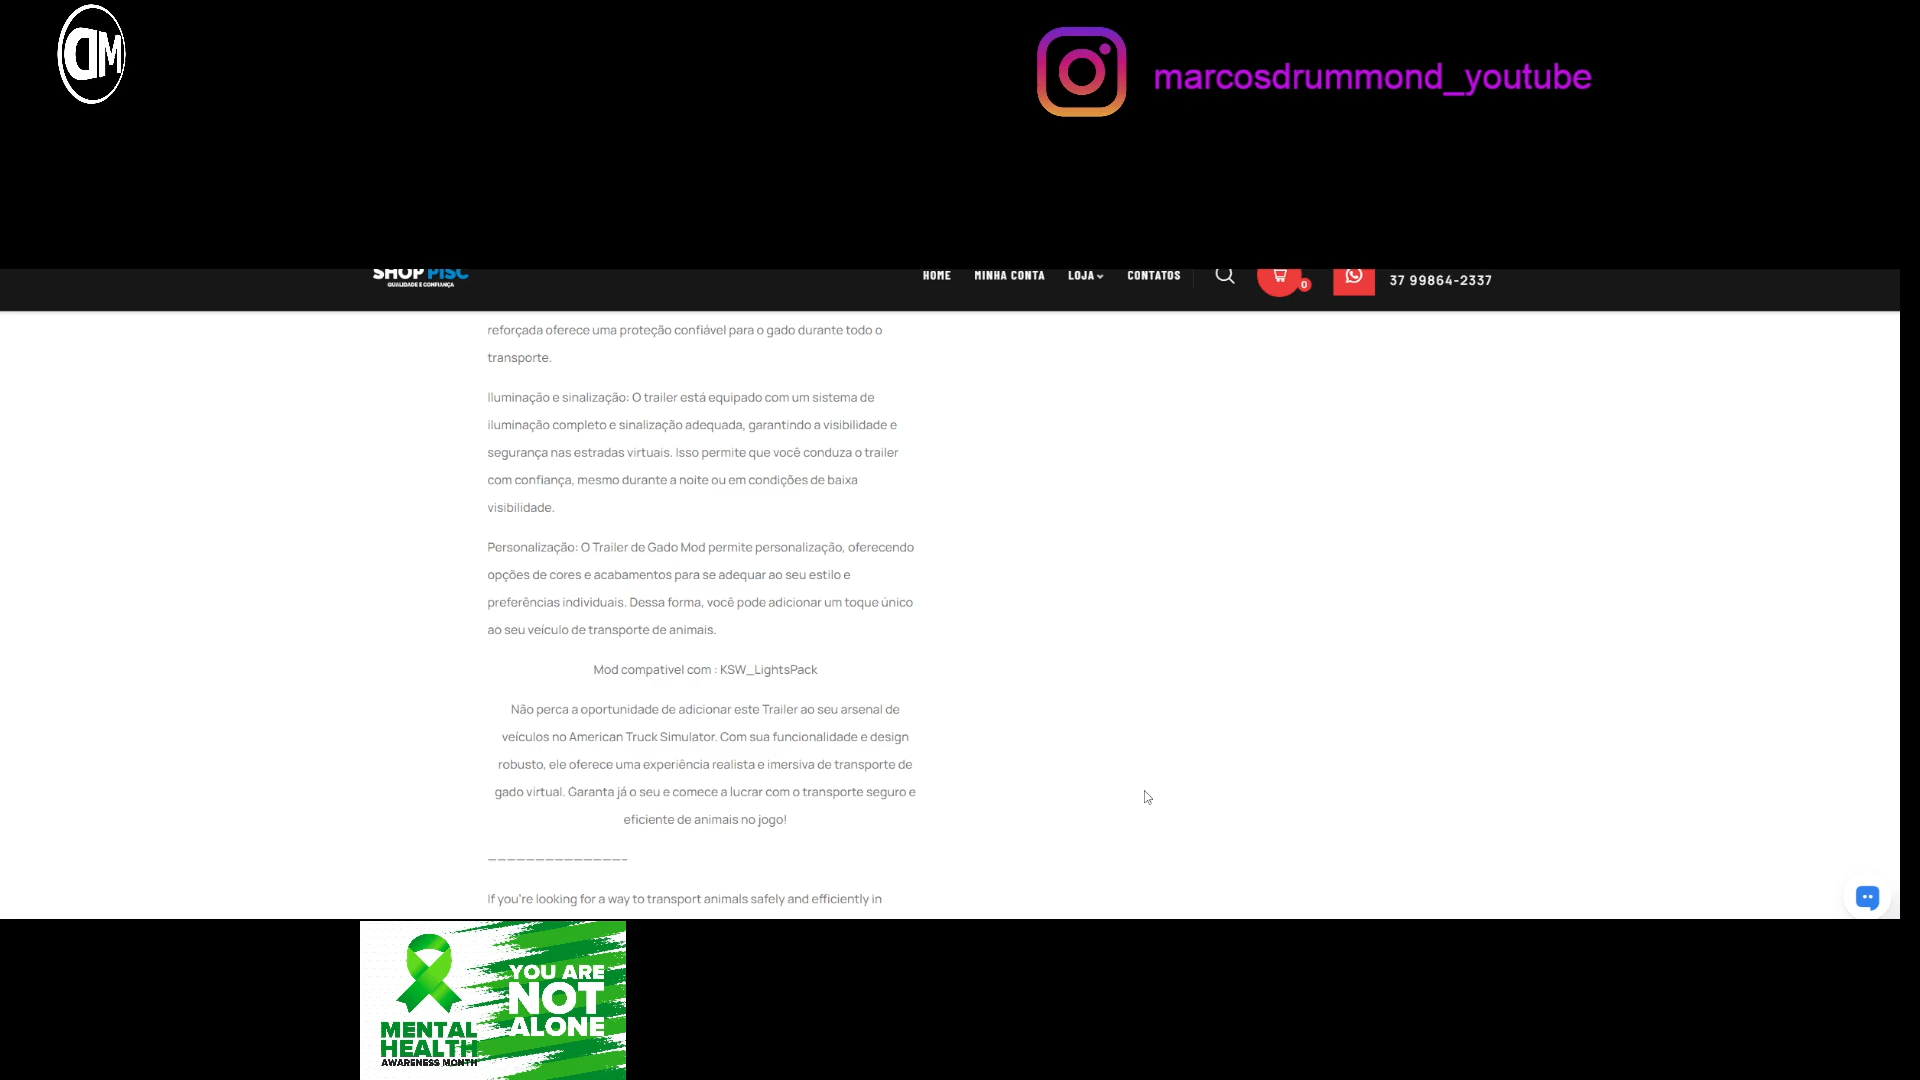 DM
marcosdrummond_youtube
SHOP PISC
QUALIDADE E CONFIANÇA
HOME MINHA CONTA LOJA CONTATOS 0 37 99864-2337
reforçada oferece uma proteção confiável para o gado durante todo o
transporte.
Iluminação e sinalização: O trailer está equipado com um sistema de
iluminação completo e sinalização adequada, garantindo a visibilidade e
segurança nas estradas virtuais. Isso permite que você conduza o trailer
com confiança, mesmo durante a noite ou em condições de baixa
visibilidade.
Personalização: O Trailer de Gado Mod permite personalização, oferecendo
opções de cores e acabamentos para se adequar ao seu estilo e
preferências individuais. Dessa forma, você pode adicionar um toque único
ao seu veículo de transporte de animais.
Mod compativel com : KSW_LightsPack
Não perca a oportunidade de adicionar este Trailer ao seu arsenal de
veículos no American Truck Simulator. Com sua funcionalidade e design
robusto, ele oferece uma experiência realista e imersiva de transporte de
gado virtual. Garanta já o seu e comece a lucrar com o transporte seguro e
eficiente de animais no jogo!
———————————————-
If you're looking for a way to transport animals safely and efficiently in
YOU ARE
NOT
ALONE
MENTAL
HEALTH
AWARENESS MONTH